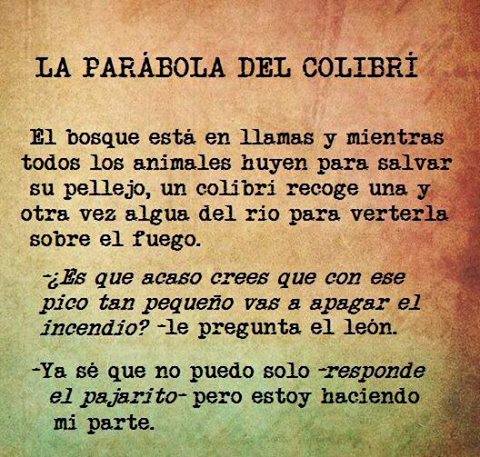 LA PARÁBOLA DEL COLIBRÍ
El bosque está en llamas y mientras
todos los animales huyen para salvar
su pellejo, un colibrí recoge una y
otra vez algua del río para verterla
sobre el fuego.
-¿Es que acaso crees que con ese
pico tan pequeño vas a apagar el
incendio? -le pregunta el león.
-Ya sé que no puedo solo -responde
el pajarito- pero estoy haciendo
mi parte.